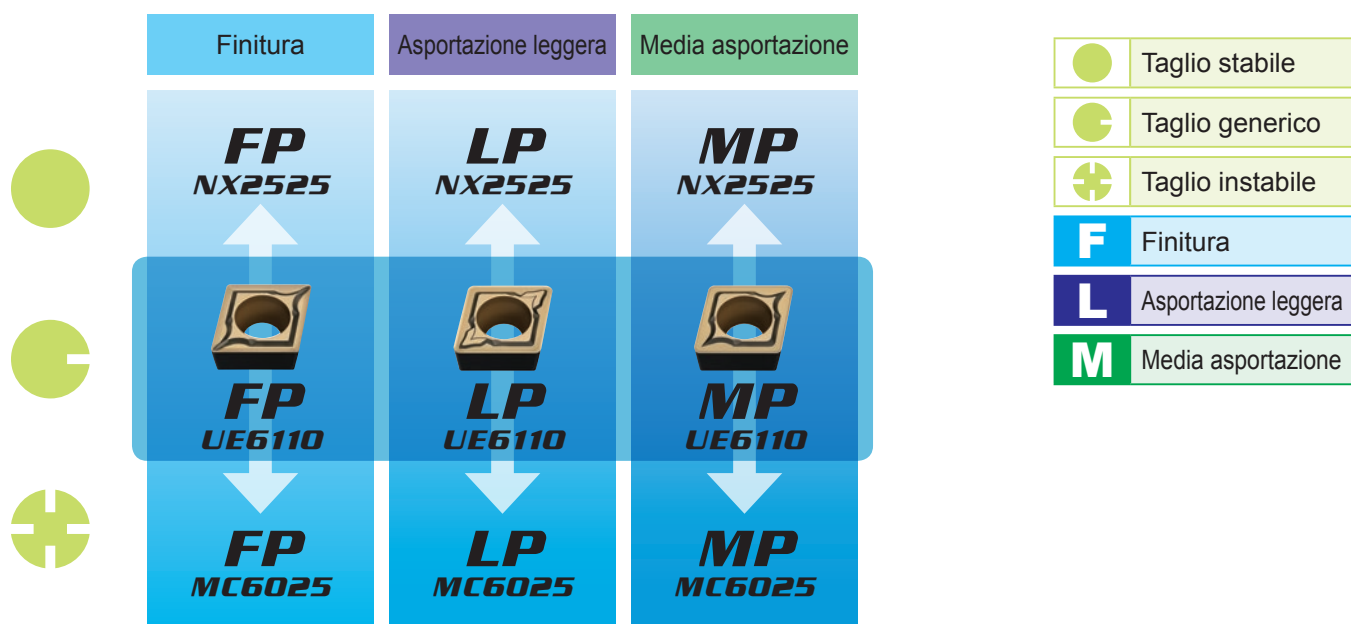 Finitura
Asportazione leggera
Media asportazione
FP
NX2525
LP
NX2525
MP
NX2525
FP
UE6110
LP
UE6110
MP
UE6110
FP
MC6025
LP
MC6025
MP
MC6025
Taglio stabile
Taglio generico
Taglio instabile
F Finitura
L Asportazione leggera
M Media asportazione